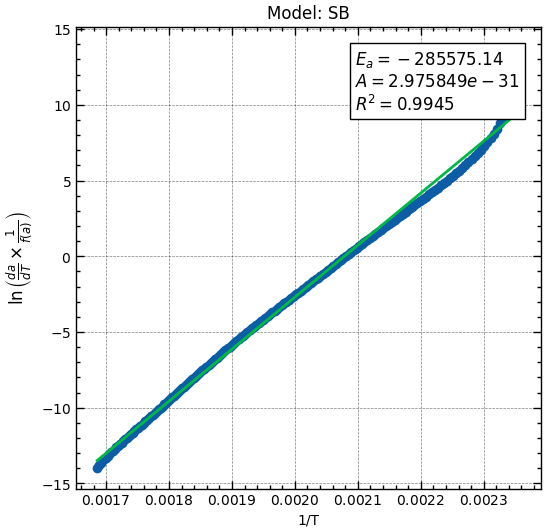 Model: SB
15
10
5
0
−5
−10
−15
ln(da/dT × 1/f(a))
E_a = −285575.14
A = 2.975849e − 31
R² = 0.9945
0.0017 0.0018 0.0019 0.0020 0.0021 0.0022 0.0023
1/T